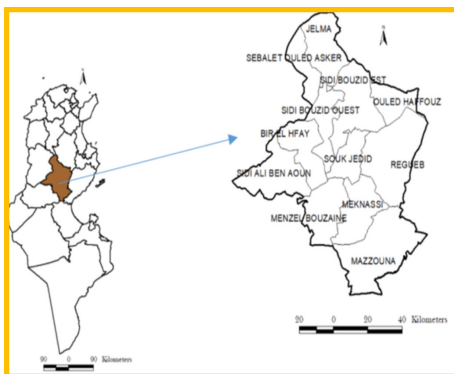 JELMA
SEBALET OULED ASKER
SIDI BOUZID EST
SIDI BOUZID OUEST
OULED HAFFOUZ
BIR EL HFAY
SOUK JEDID
REGUEB
SIDI ALI BEN AOUN
MEKNASSI
MENZEL BOUZAINE
MAZZOUNA
20 0 20 40 Kilometers
90 0 90 Kilometers